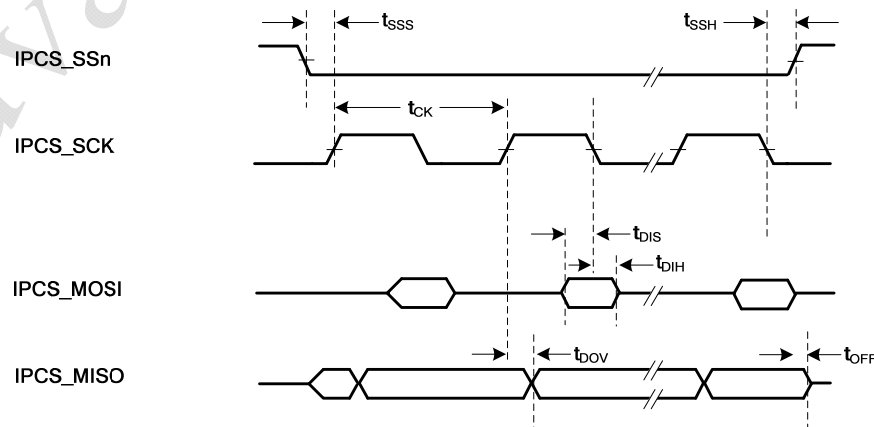 tSSS
tSSH
IPCS_SSn
tCK
IPCS_SCK
tDIS
tDIH
IPCS_MOSI
tDOV
tOFF
IPCS_MISO